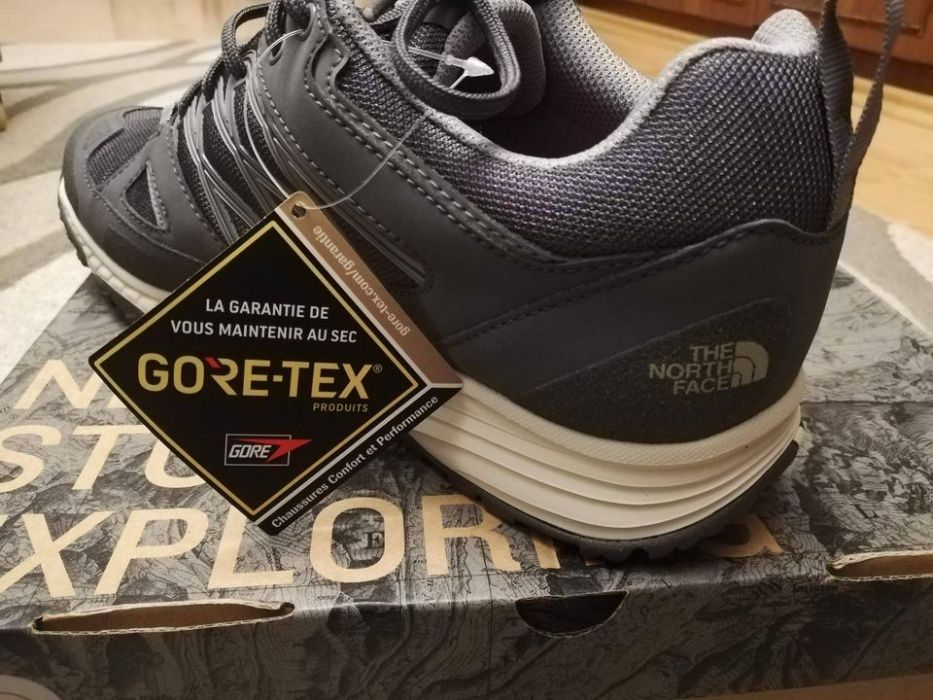 LA GARANTIE DE
VOUS MAINTENIR AU SEC
GORE-TEX®
PRODUITS
GORE
Chaussures Confort et Performance
gore-tex.com/garantie
THE
NORTH
FACE
EXPLORING